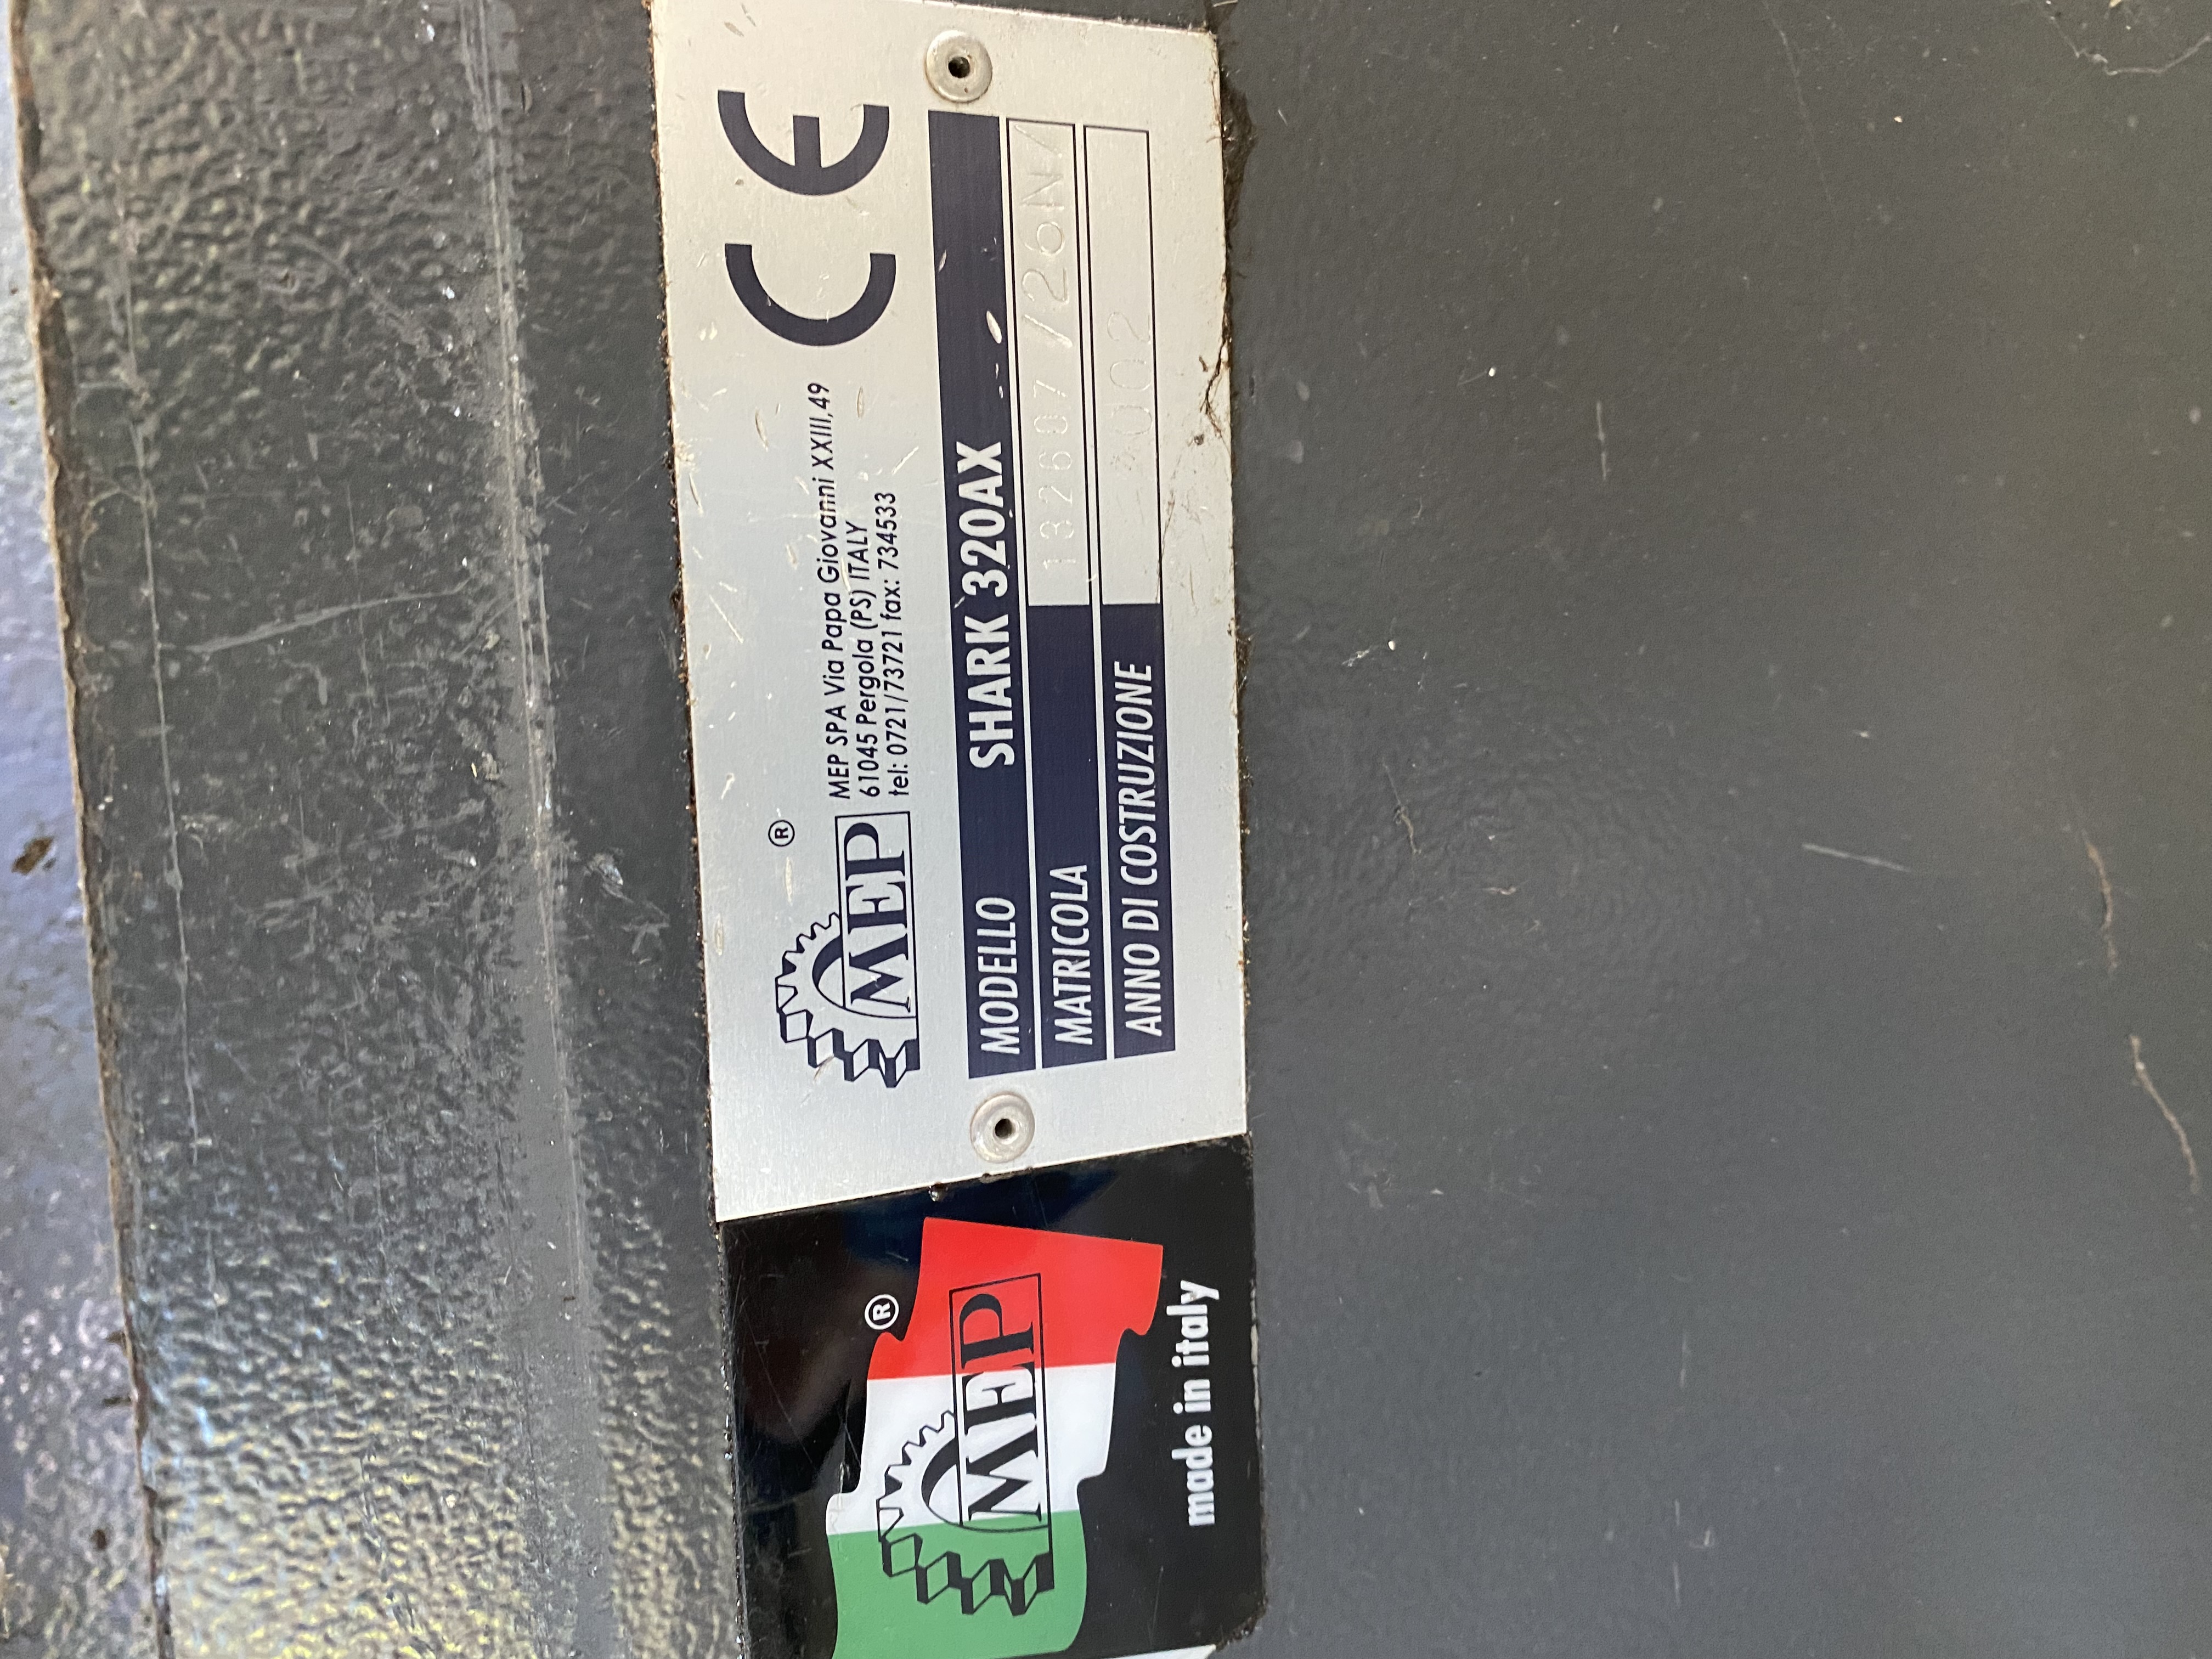 MEP
®
MEP SPA Via Papa Giovanni XXIII,49
61045 Pergola (PS) ITALY
tel: 0721/73721 fax: 734533
CE
MODELLO SHARK 320AX
MATRICOLA
ANNO DI COSTRUZIONE
MEP
®
made in italy